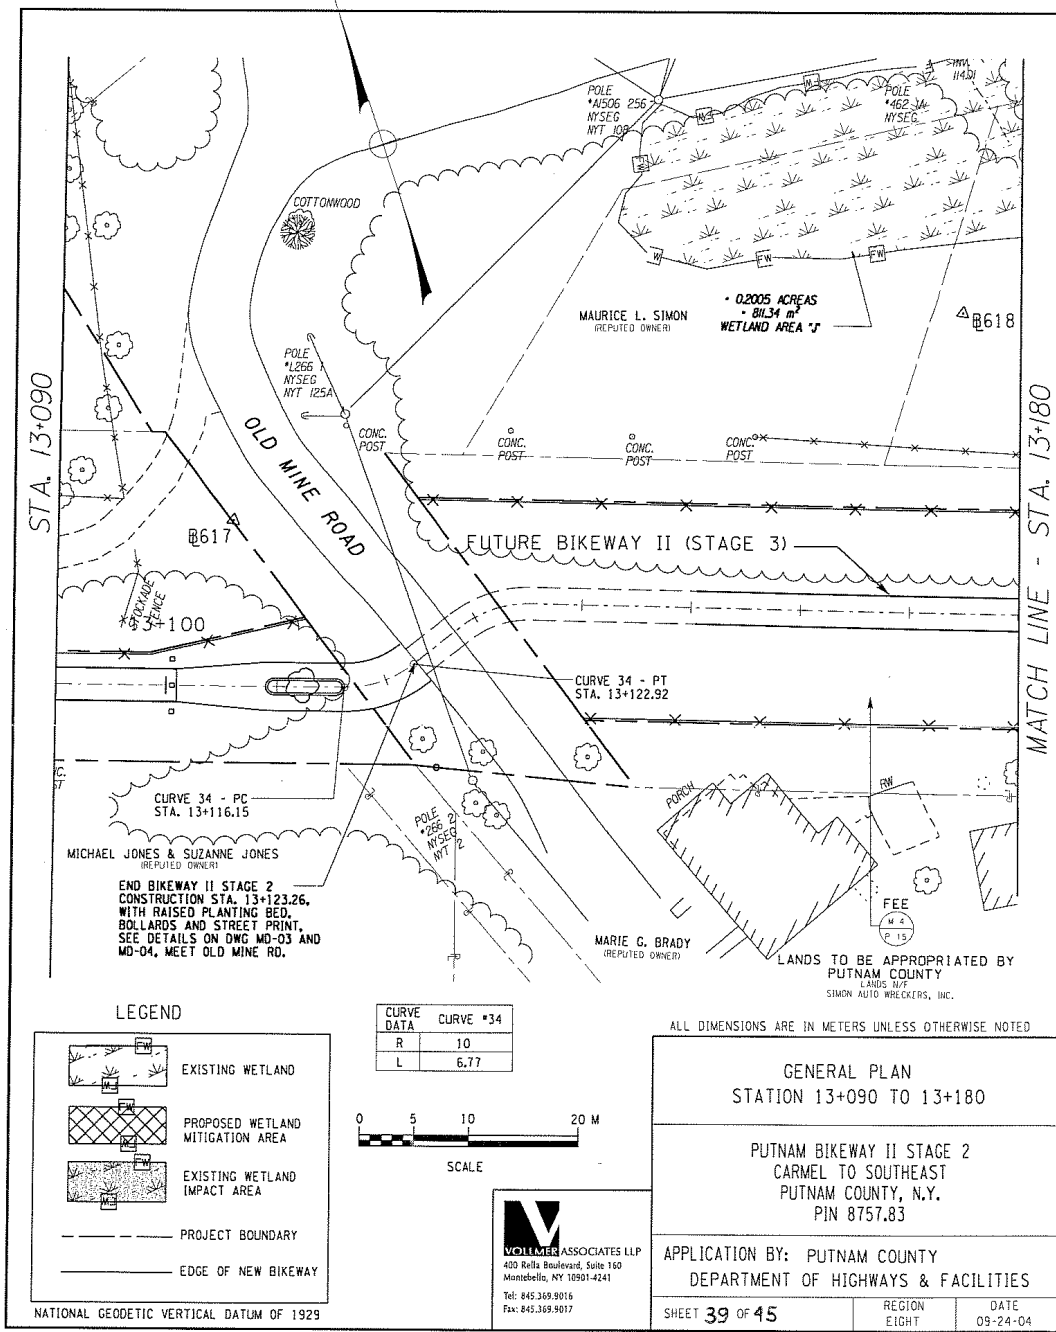 POLE
*A1506 256
NYSEG
NYT 108
114.01
POLE
NYSEG
COTTONWOOD
STA. 13+090
MATCH LINE - STA. 13+180
MAURICE L. SIMON
(REPUTED OWNER)
- 0.2005 ACREAS
- 811.34 m²
WETLAND AREA "J"
W
FW
FW
B618
POLE
*L266 1
NYSEG
NYT 125A
OLD MINE ROAD
CONC.
POST
CONC.
POST
CONC.
POST
CONC.
POST
B617
FUTURE BIKEWAY II (STAGE 3)
STOCKADE
FENCE
13+100
CURVE 34 - PT
STA. 13+122.92
CURVE 34 - PC
STA. 13+116.15
POLE
*266 2
NYSEG
NYT 2
PORCH
RW
MICHAEL JONES & SUZANNE JONES
(REPUTED OWNER)
END BIKEWAY II STAGE 2
CONSTRUCTION STA. 13+123.26,
WITH RAISED PLANTING BED,
BOLLARDS AND STREET PRINT,
SEE DETAILS ON DWG MD-03 AND
MD-04, MEET OLD MINE RD.
MARIE G. BRADY
(REPUTED OWNER)
FEE
M 4
P 15
LANDS TO BE APPROPRIATED BY
PUTNAM COUNTY
LANDS N/F
SIMON AUTO WRECKERS, INC.
LEGEND
FW
EXISTING WETLAND
FW
PROPOSED WETLAND
MITIGATION AREA
FW
EXISTING WETLAND
IMPACT AREA
PROJECT BOUNDARY
EDGE OF NEW BIKEWAY
NATIONAL GEODETIC VERTICAL DATUM OF 1929
CURVE DATA CURVE *34
R 10
L 6.77
0 5 10 20 M
SCALE
VOLLMER ASSOCIATES LLP
400 Rella Boulevard, Suite 160
Montebello, NY 10901-4241
Tel: 845.369.9016
Fax: 845.369.9017
ALL DIMENSIONS ARE IN METERS UNLESS OTHERWISE NOTED
GENERAL PLAN
STATION 13+090 TO 13+180
PUTNAM BIKEWAY II STAGE 2
CARMEL TO SOUTHEAST
PUTNAM COUNTY, N.Y.
PIN 8757.83
APPLICATION BY: PUTNAM COUNTY
DEPARTMENT OF HIGHWAYS & FACILITIES
SHEET 39 OF 45
REGION
EIGHT
DATE
09-24-04